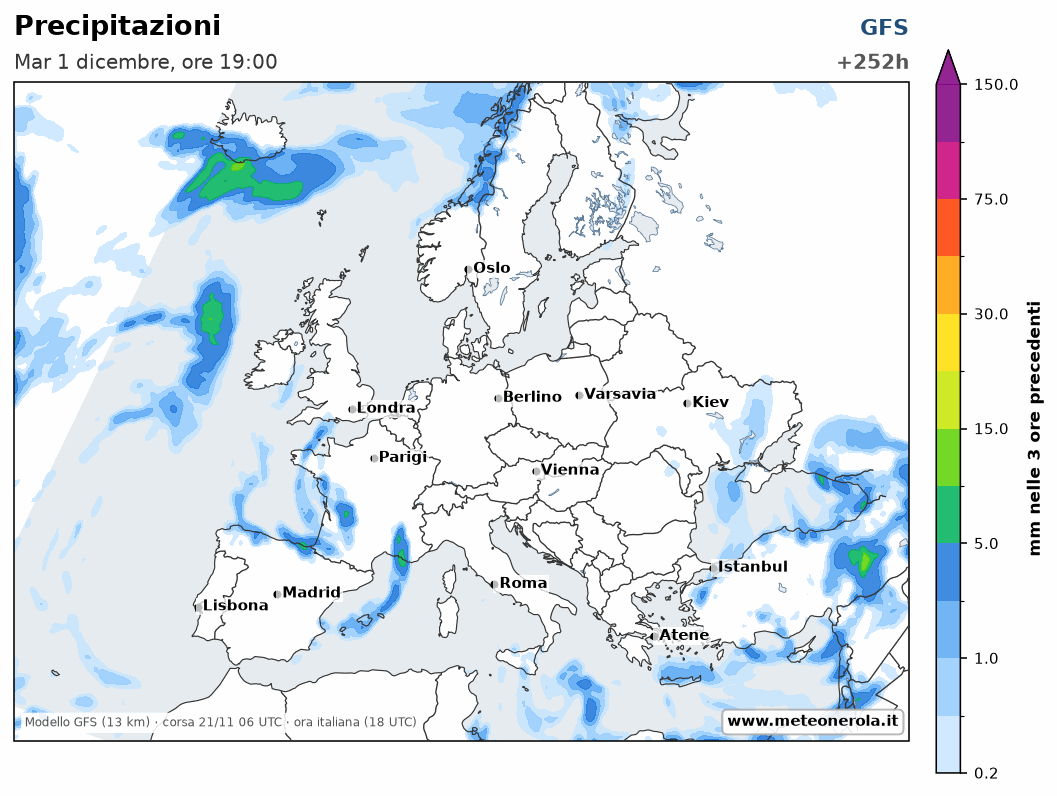 Precipitazioni
GFS
Mar 1 dicembre, ore 19:00
+252h
150.0
75.0
30.0
15.0
5.0
1.0
0.2
mm nelle 3 ore precedenti
Oslo
Londra
Berlino
Varsavia
Kiev
Parigi
Vienna
Istanbul
Roma
Madrid
Lisbona
Atene
Modello GFS (13 km) · corsa 21/11 06 UTC · ora italiana (18 UTC)
www.meteonerola.it